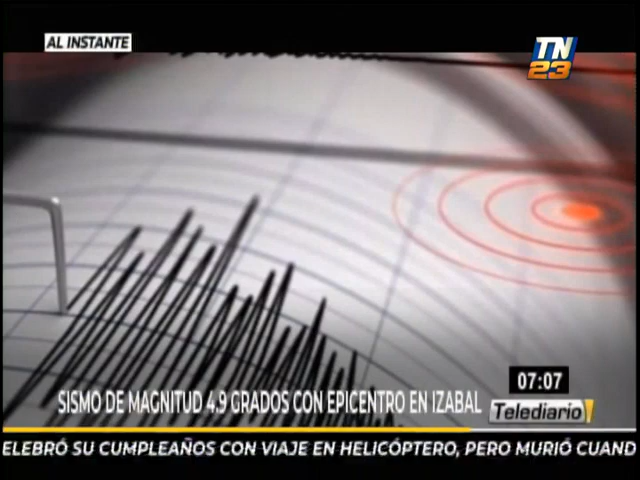 AL INSTANTE
TN
23
07:07
SISMO DE MAGNITUD 4.9 GRADOS CON EPICENTRO EN IZABAL
Telediario
ELEBRÓ SU CUMPLEAÑOS CON VIAJE EN HELICÓPTERO, PERO MURIÓ CUAND